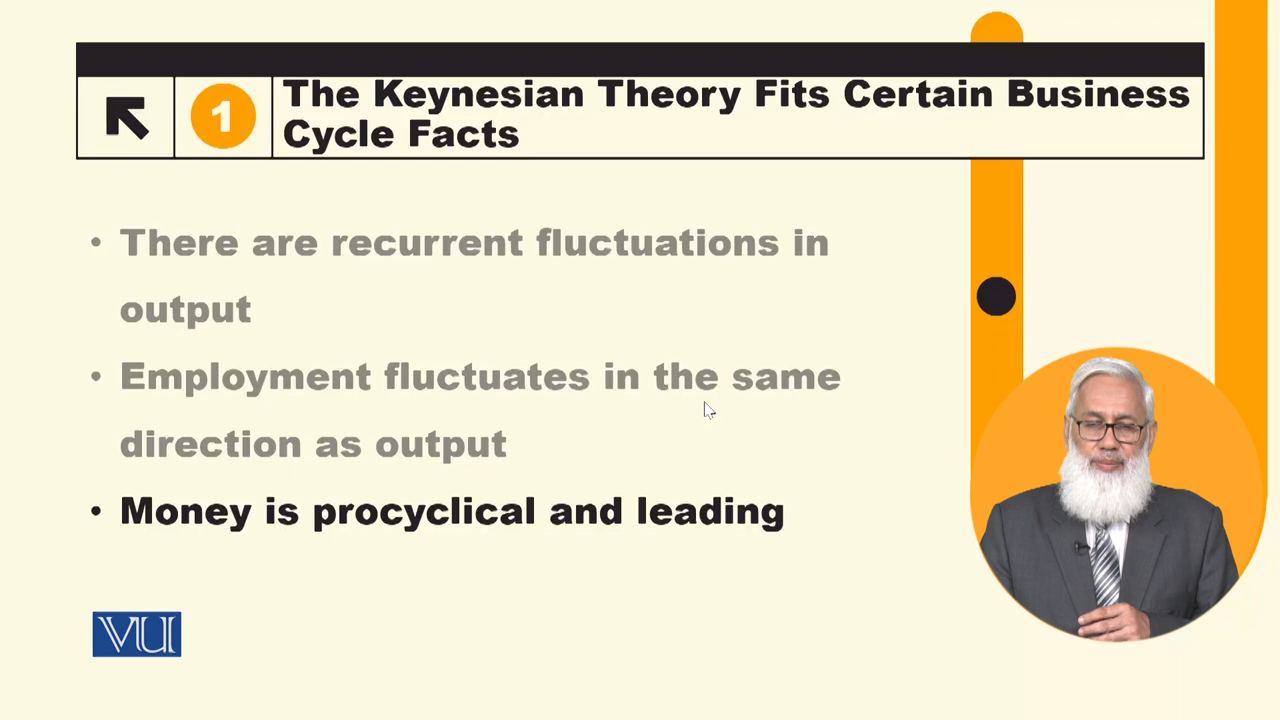 1
The Keynesian Theory Fits Certain Business
Cycle Facts
• There are recurrent fluctuations in
output
• Employment fluctuates in the same
direction as output
• Money is procyclical and leading
VU